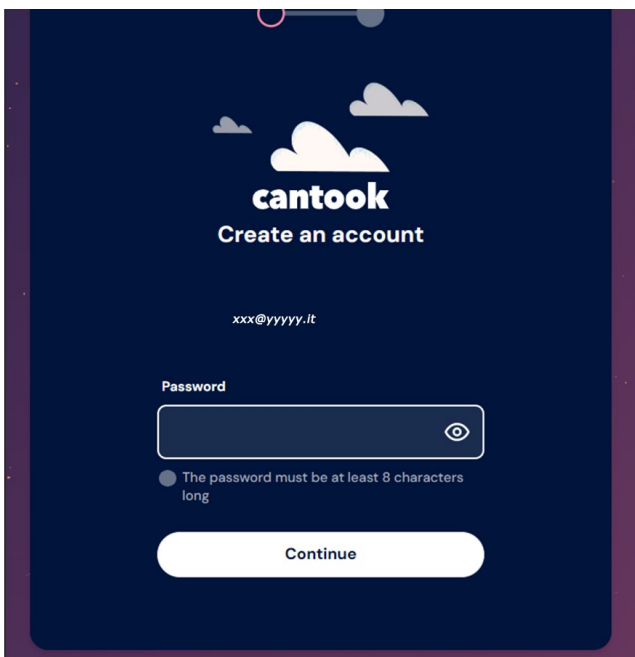 cantook
Create an account
xxx@yyyyy.it
Password
The password must be at least 8 characters
long
Continue